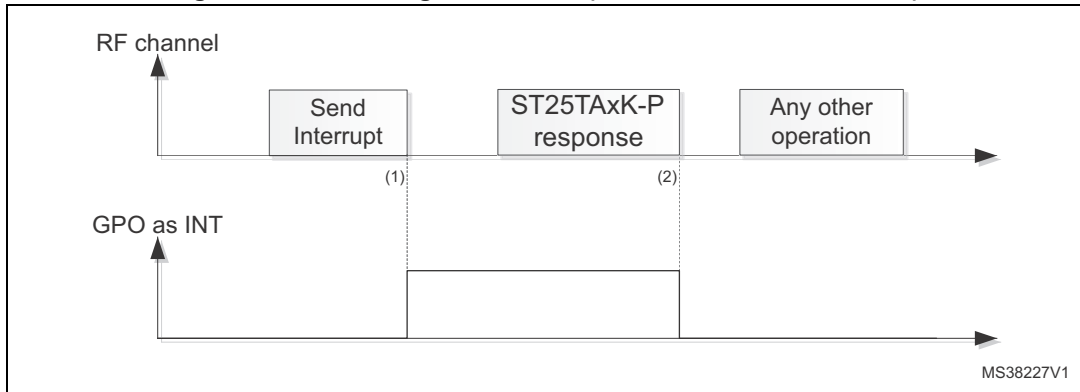 RF channel
Send
Interrupt
ST25TAxK-P
response
Any other
operation
(1)
(2)
GPO as INT
MS38227V1